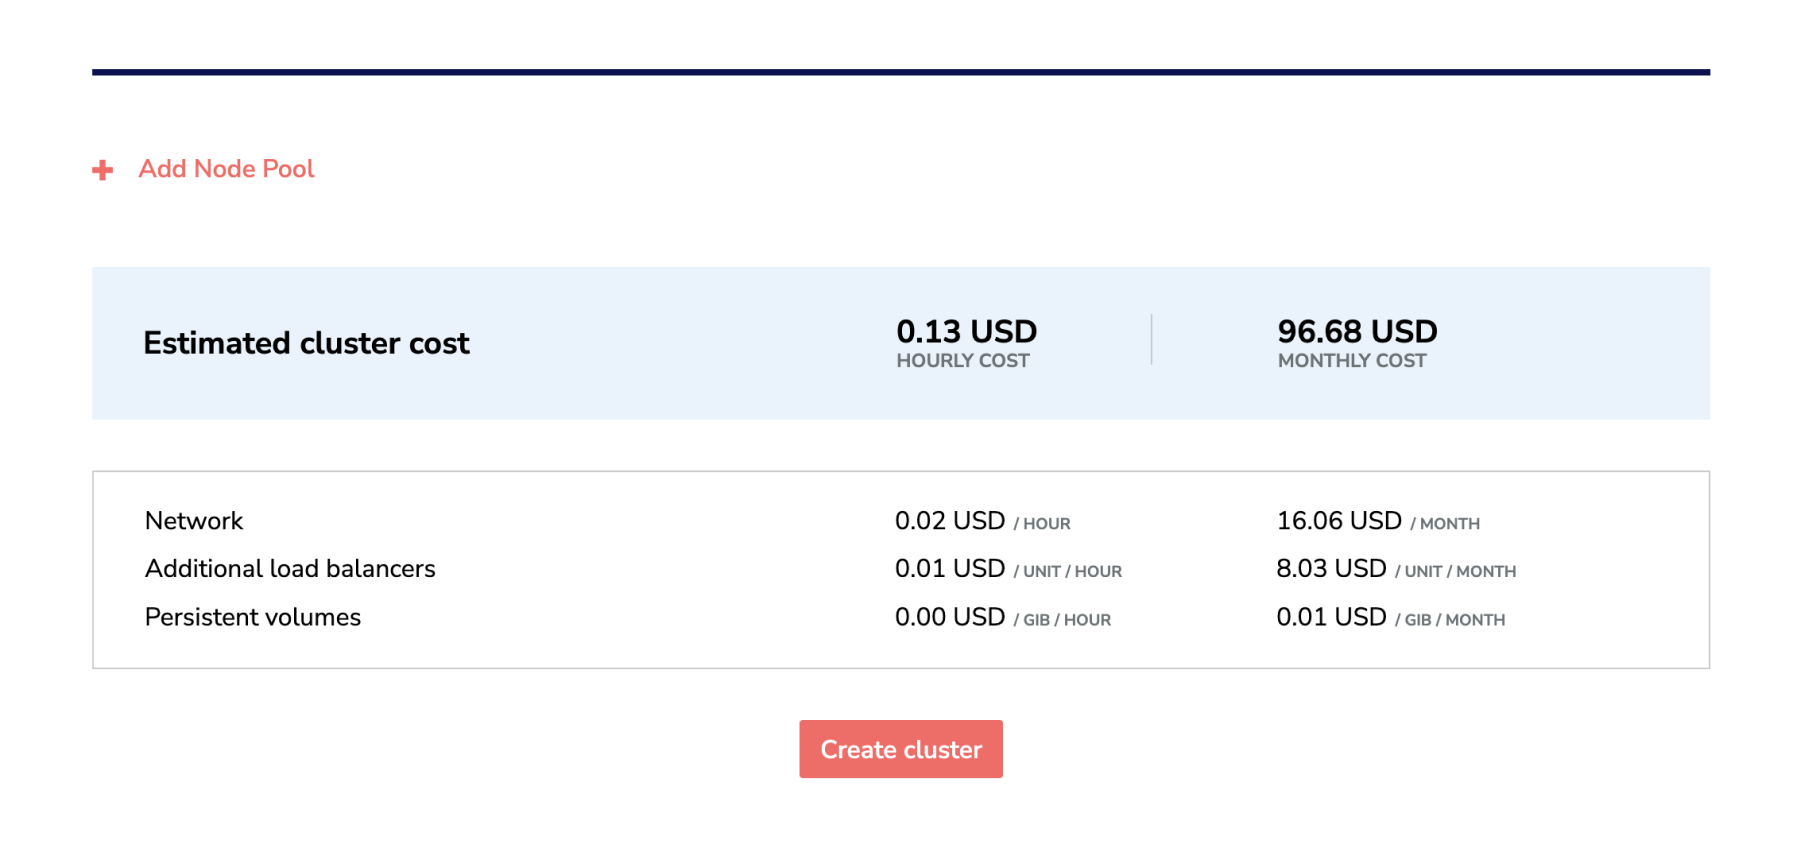 Add Node Pool
Estimated cluster cost
0.13 USD
HOURLY COST
96.68 USD
MONTHLY COST
Network 0.02 USD / HOUR 16.06 USD / MONTH
Additional load balancers 0.01 USD / UNIT / HOUR 8.03 USD / UNIT / MONTH
Persistent volumes 0.00 USD / GIB / HOUR 0.01 USD / GIB / MONTH
Create cluster